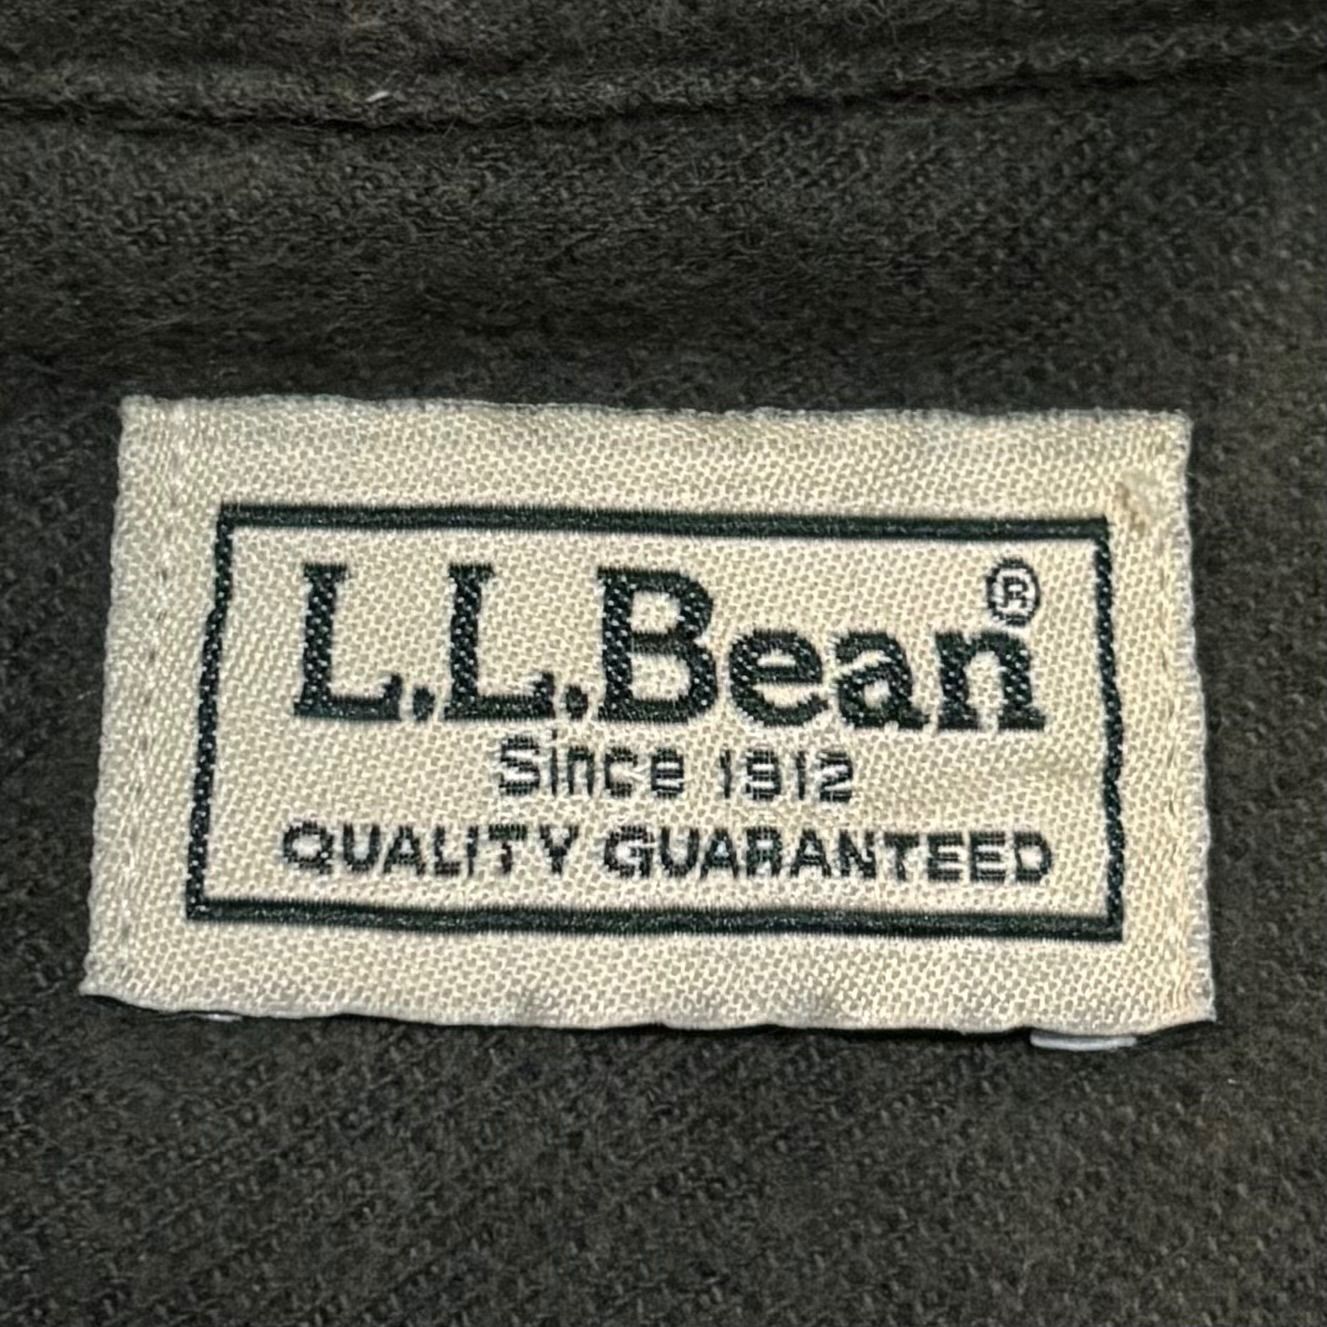 L.L.Bean®
Since 1912
QUALITY GUARANTEED